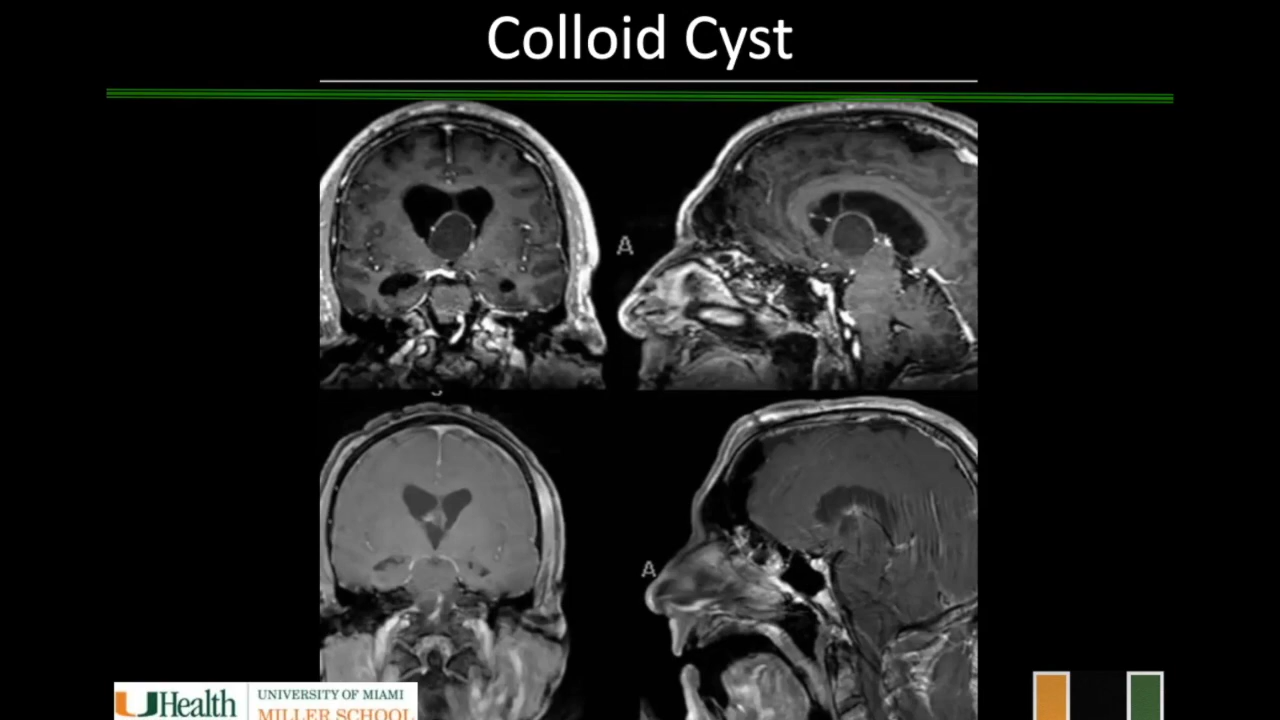 Colloid Cyst
A
A
UHealth
UNIVERSITY OF MIAMI
MILLER SCHOOL